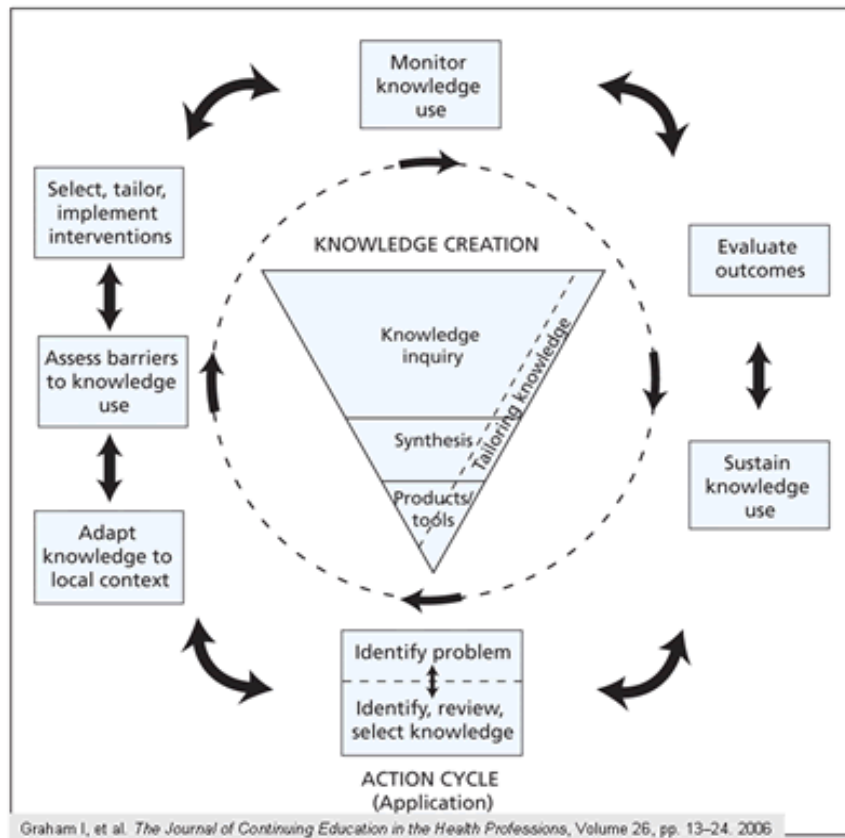 Monitor
knowledge
use
Select, tailor,
implement
interventions
KNOWLEDGE CREATION
Evaluate
outcomes
Knowledge
inquiry
Tailoring knowledge
Assess barriers
to knowledge
use
Synthesis
Products/
tools
Sustain
knowledge
use
Adapt
knowledge to
local context
Identify problem
Identify, review,
select knowledge
ACTION CYCLE
(Application)
Graham I, et al. The Journal of Continuing Education in the Health Professions, Volume 26, pp. 13–24. 2006